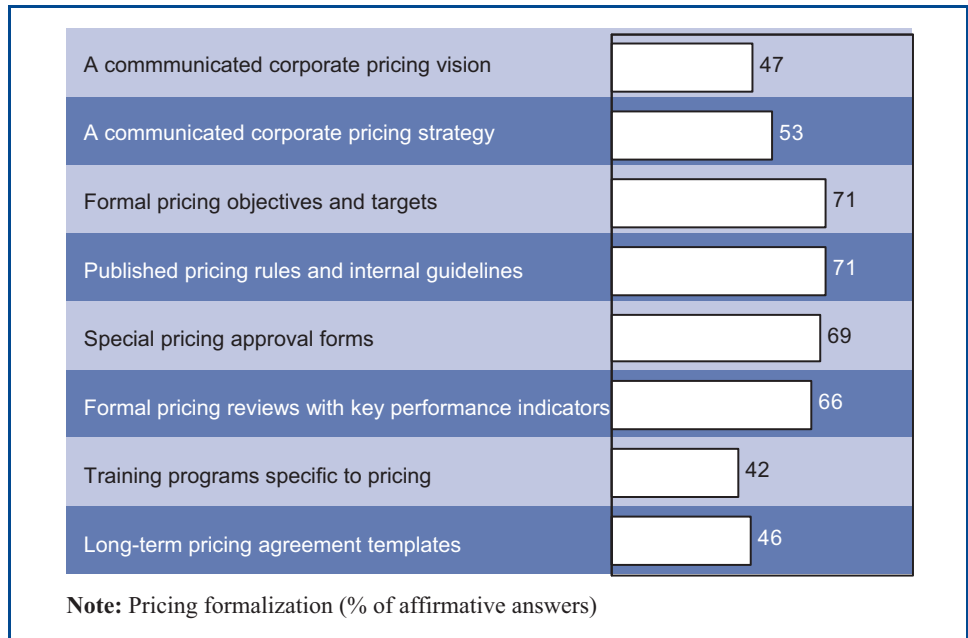 A commmunicated corporate pricing vision 47
A communicated corporate pricing strategy 53
Formal pricing objectives and targets 71
Published pricing rules and internal guidelines 71
Special pricing approval forms 69
Formal pricing reviews with key performance indicators 66
Training programs specific to pricing 42
Long-term pricing agreement templates 46
Note: Pricing formalization (% of affirmative answers)